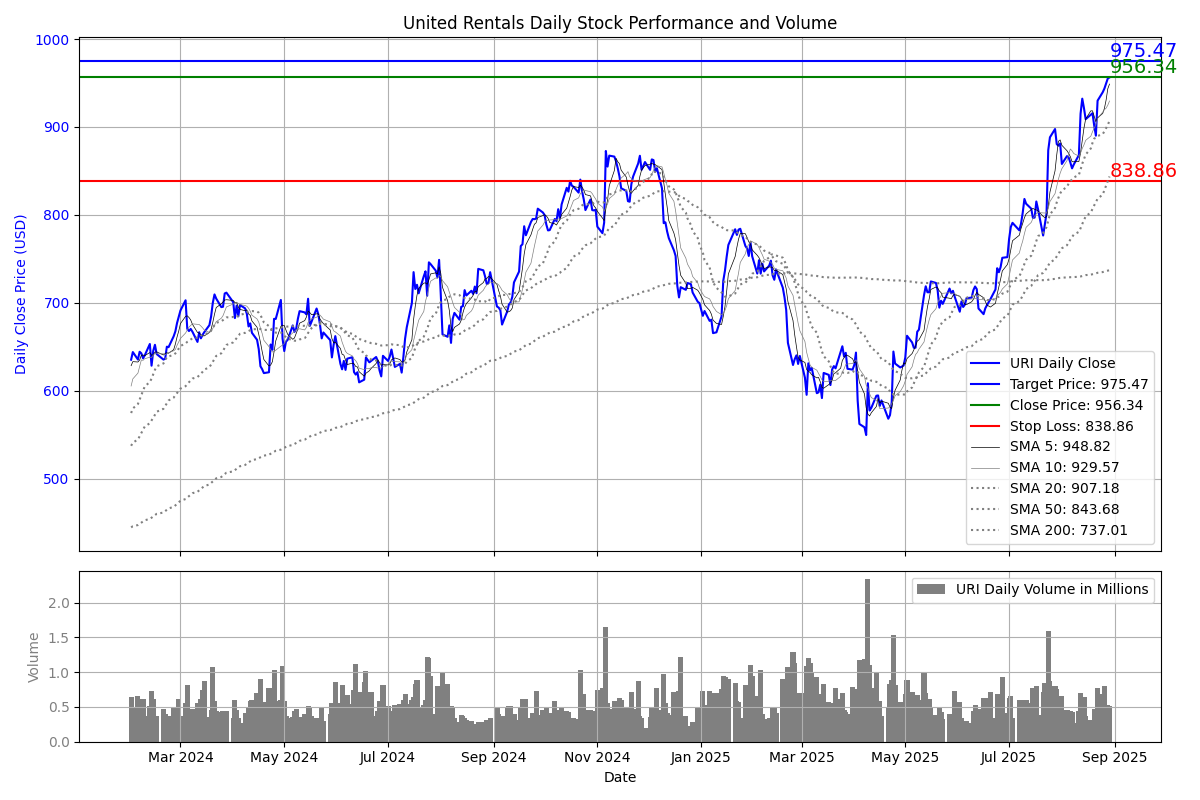 United Rentals Daily Stock Performance and Volume
1000
975.47
956.34
900
838.86
800
700
600
500
Daily Close Price (USD)
URI Daily Close
Target Price: 975.47
Close Price: 956.34
Stop Loss: 838.86
SMA 5: 948.82
SMA 10: 929.57
SMA 20: 907.18
SMA 50: 843.68
SMA 200: 737.01
URI Daily Volume in Millions
2.0
1.5
1.0
0.5
0.0
Volume
Mar 2024 May 2024 Jul 2024 Sep 2024 Nov 2024 Jan 2025 Mar 2025 May 2025 Jul 2025 Sep 2025
Date